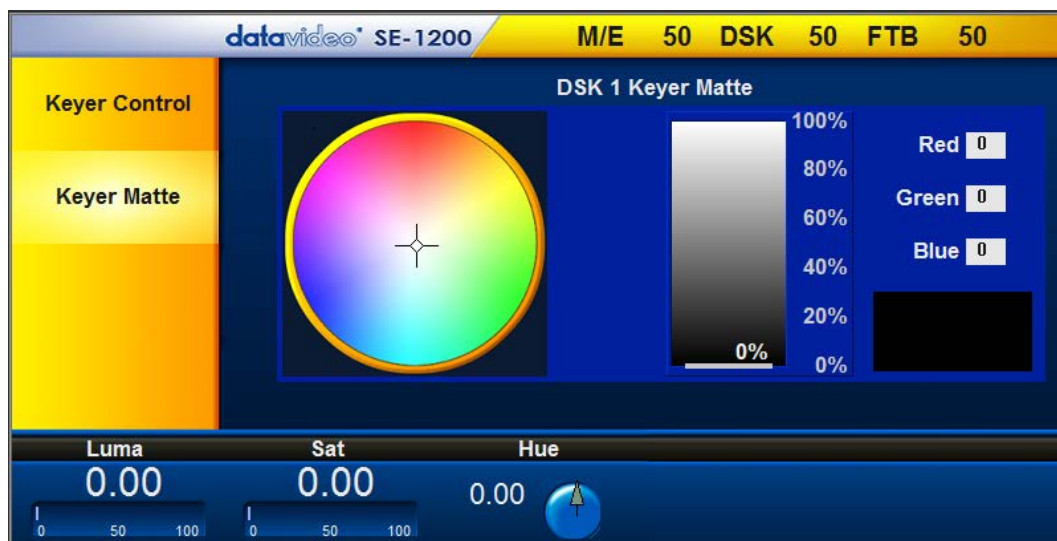 datavideo SE-1200 M/E 50 DSK 50 FTB 50
Keyer Control
Keyer Matte
DSK 1 Keyer Matte
100%
80%
60%
40%
20%
0%
0%
Red 0
Green 0
Blue 0
Luma Sat Hue
0.00 0.00 0.00
0 50 100 0 50 100